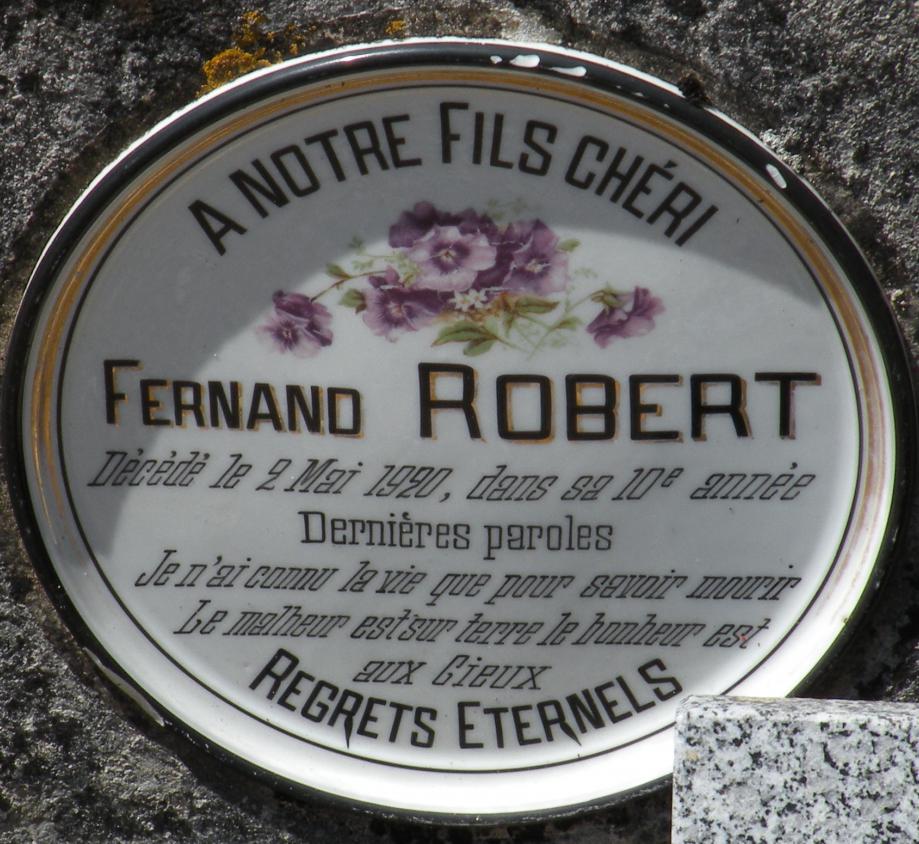 A NOTRE FILS CHÉRI
FERNAND ROBERT
Décédé le 2 Mai 1920, dans sa 10e année
Dernières paroles
Je n'ai connu la vie que pour savoir mourir
Le malheur est sur terre le bonheur est
aux Cieux
REGRETS ETERNELS